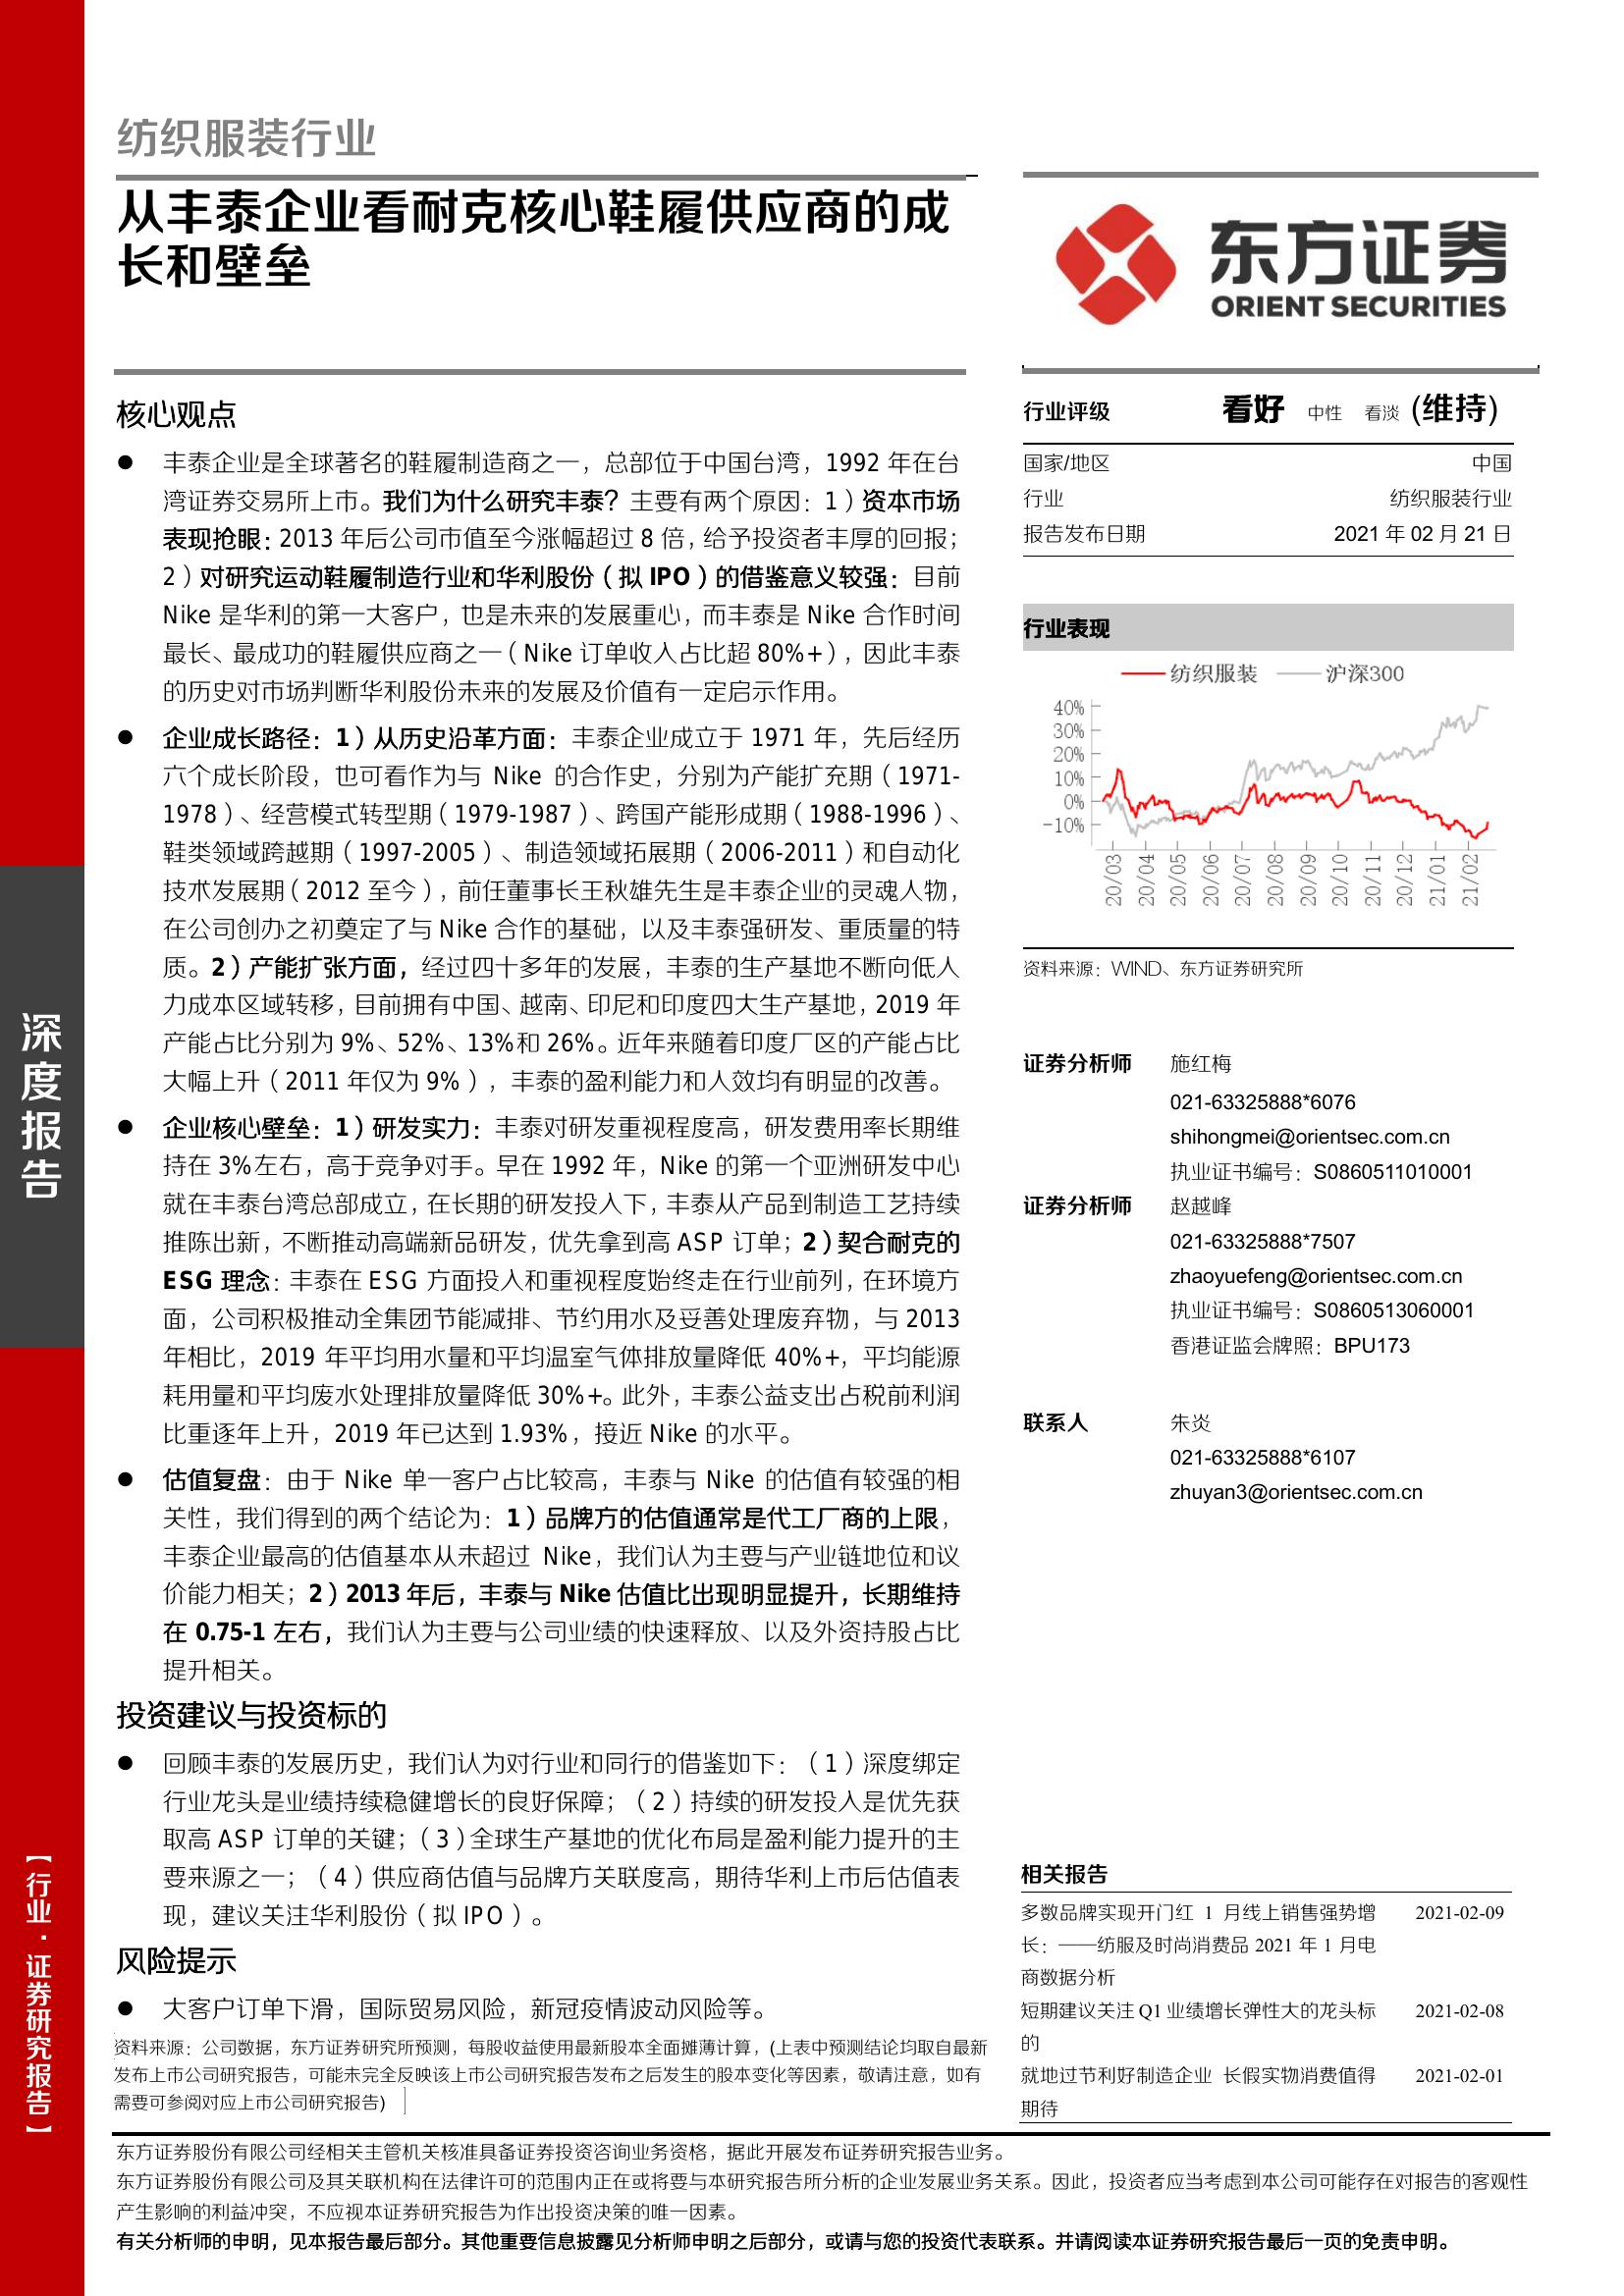 纺织服装行业
从丰泰企业看耐克核心鞋履供应商的成
长和壁垒
东方证券
ORIENT SECURITIES
核心观点
● 丰泰企业是全球著名的鞋履制造商之一，总部位于中国台湾，1992 年在台
湾证券交易所上市。我们为什么研究丰泰？主要有两个原因：1）资本市场
表现抢眼：2013 年后公司市值至今涨幅超过 8 倍，给予投资者丰厚的回报；
2）对研究运动鞋履制造行业和华利股份（拟 IPO）的借鉴意义较强：目前
Nike 是华利的第一大客户，也是未来的发展重心，而丰泰是 Nike 合作时间
最长、最成功的鞋履供应商之一（Nike 订单收入占比超 80%+），因此丰泰
的历史对市场判断华利股份未来的发展及价值有一定启示作用。
● 企业成长路径：1）从历史沿革方面：丰泰企业成立于 1971 年，先后经历
六个成长阶段，也可看作为与 Nike 的合作史，分别为产能扩充期（1971-
1978）、经营模式转型期（1979-1987）、跨国产能形成期（1988-1996）、
鞋类领域跨越期（1997-2005）、制造领域拓展期（2006-2011）和自动化
技术发展期（2012 至今），前任董事长王秋雄先生是丰泰企业的灵魂人物，
在公司创办之初奠定了与 Nike 合作的基础，以及丰泰强研发、重质量的特
质。2）产能扩张方面，经过四十多年的发展，丰泰的生产基地不断向低人
力成本区域转移，目前拥有中国、越南、印尼和印度四大生产基地，2019 年
产能占比分别为 9%、52%、13%和 26%。近年来随着印度厂区的产能占比
大幅上升（2011 年仅为 9%），丰泰的盈利能力和人效均有明显的改善。
● 企业核心壁垒：1）研发实力：丰泰对研发重视程度高，研发费用率长期维
持在 3%左右，高于竞争对手。早在 1992 年，Nike 的第一个亚洲研发中心
就在丰泰台湾总部成立，在长期的研发投入下，丰泰从产品到制造工艺持续
推陈出新，不断推动高端新品研发，优先拿到高 ASP 订单；2）契合耐克的
ESG 理念：丰泰在 ESG 方面投入和重视程度始终走在行业前列，在环境方
面，公司积极推动全集团节能减排、节约用水及妥善处理废弃物，与 2013
年相比，2019 年平均用水量和平均温室气体排放量降低 40%+，平均能源
耗用量和平均废水处理排放量降低 30%+。此外，丰泰公益支出占税前利润
比重逐年上升，2019 年已达到 1.93%，接近 Nike 的水平。
● 估值复盘：由于 Nike 单一客户占比较高，丰泰与 Nike 的估值有较强的相
关性，我们得到的两个结论为：1）品牌方的估值通常是代工厂商的上限，
丰泰企业最高的估值基本从未超过 Nike，我们认为主要与产业链地位和议
价能力相关；2）2013 年后，丰泰与 Nike 估值比出现明显提升，长期维持
在 0.75-1 左右，我们认为主要与公司业绩的快速释放、以及外资持股占比
提升相关。
投资建议与投资标的
● 回顾丰泰的发展历史，我们认为对行业和同行的借鉴如下：（1）深度绑定
行业龙头是业绩持续稳健增长的良好保障；（2）持续的研发投入是优先获
取高 ASP 订单的关键；（3）全球生产基地的优化布局是盈利能力提升的主
要来源之一；（4）供应商估值与品牌方关联度高，期待华利上市后估值表
现，建议关注华利股份（拟 IPO）。
风险提示
● 大客户订单下滑，国际贸易风险，新冠疫情波动风险等。
资料来源：公司数据，东方证券研究所预测，每股收益使用最新股本全面摊薄计算，(上表中预测结论均取自最新
发布上市公司研究报告，可能未完全反映该上市公司研究报告发布之后发生的股本变化等因素，敬请注意，如有
需要可参阅对应上市公司研究报告)
行业评级 看好 中性 看淡 (维持)
国家/地区 中国
行业 纺织服装行业
报告发布日期 2021 年 02 月 21 日
行业表现
纺织服装 沪深300
40%
30%
20%
10%
0%
-10%
20/03 20/04 20/05 20/06 20/07 20/08 20/09 20/10 20/11 20/12 21/01 21/02
资料来源：WIND、东方证券研究所
证券分析师 施红梅
021-63325888*6076
shihongmei@orientsec.com.cn
执业证书编号：S0860511010001
证券分析师 赵越峰
021-63325888*7507
zhaoyuefeng@orientsec.com.cn
执业证书编号：S0860513060001
香港证监会牌照：BPU173
联系人 朱炎
021-63325888*6107
zhuyan3@orientsec.com.cn
相关报告
多数品牌实现开门红 1 月线上销售强势增 2021-02-09
长：——纺服及时尚消费品 2021 年 1 月电
商数据分析
短期建议关注 Q1 业绩增长弹性大的龙头标 2021-02-08
的
就地过节利好制造企业 长假实物消费值得 2021-02-01
期待
深度报告
【行业·证券研究报告】
东方证券股份有限公司经相关主管机关核准具备证券投资咨询业务资格，据此开展发布证券研究报告业务。
东方证券股份有限公司及其关联机构在法律许可的范围内正在或将要与本研究报告所分析的企业发展业务关系。因此，投资者应当考虑到本公司可能存在对报告的客观性
产生影响的利益冲突，不应视本证券研究报告为作出投资决策的唯一因素。
有关分析师的申明，见本报告最后部分。其他重要信息披露见分析师申明之后部分，或请与您的投资代表联系。并请阅读本证券研究报告最后一页的免责申明。